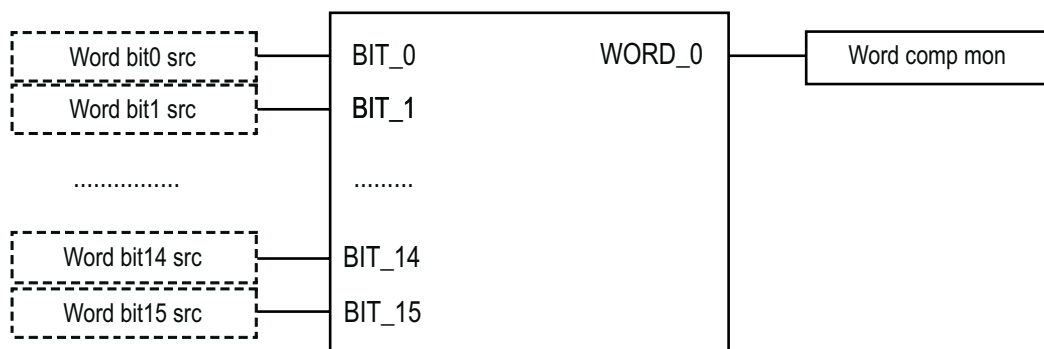 Word bit0 src BIT_0 WORD_0 Word comp mon
Word bit1 src BIT_1
................ .........
Word bit14 src BIT_14
Word bit15 src BIT_15